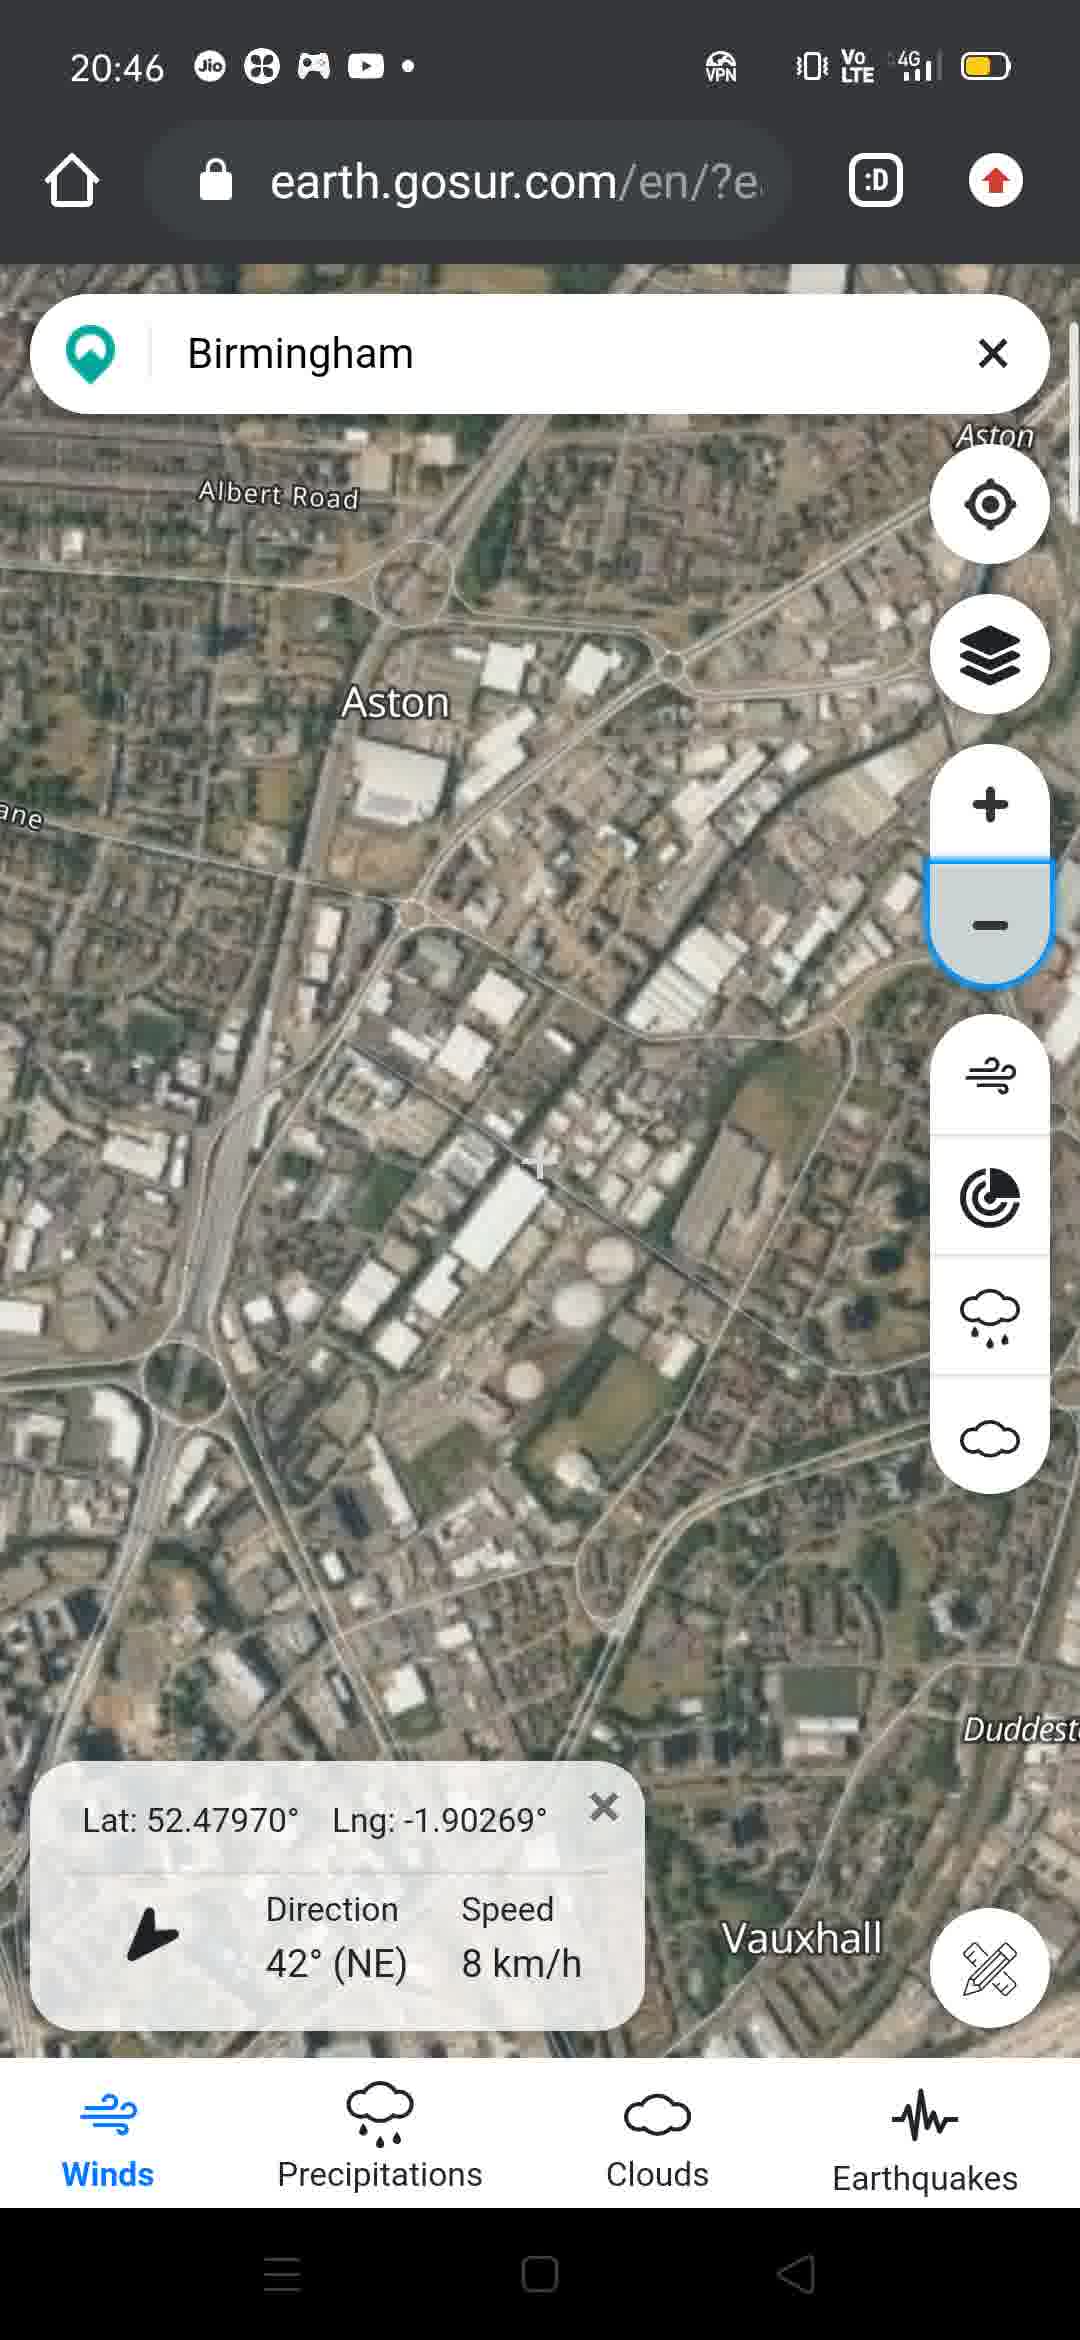 20:46
Jio
VPN
Vo
LTE
4G
earth.gosur.com/en/?e
:D
Birmingham
Aston
Albert Road
Aston
ane
Duddest
Lat: 52.47970° Lng: -1.90269°
Direction Speed
42° (NE) 8 km/h
Vauxhall
Winds Precipitations Clouds Earthquakes